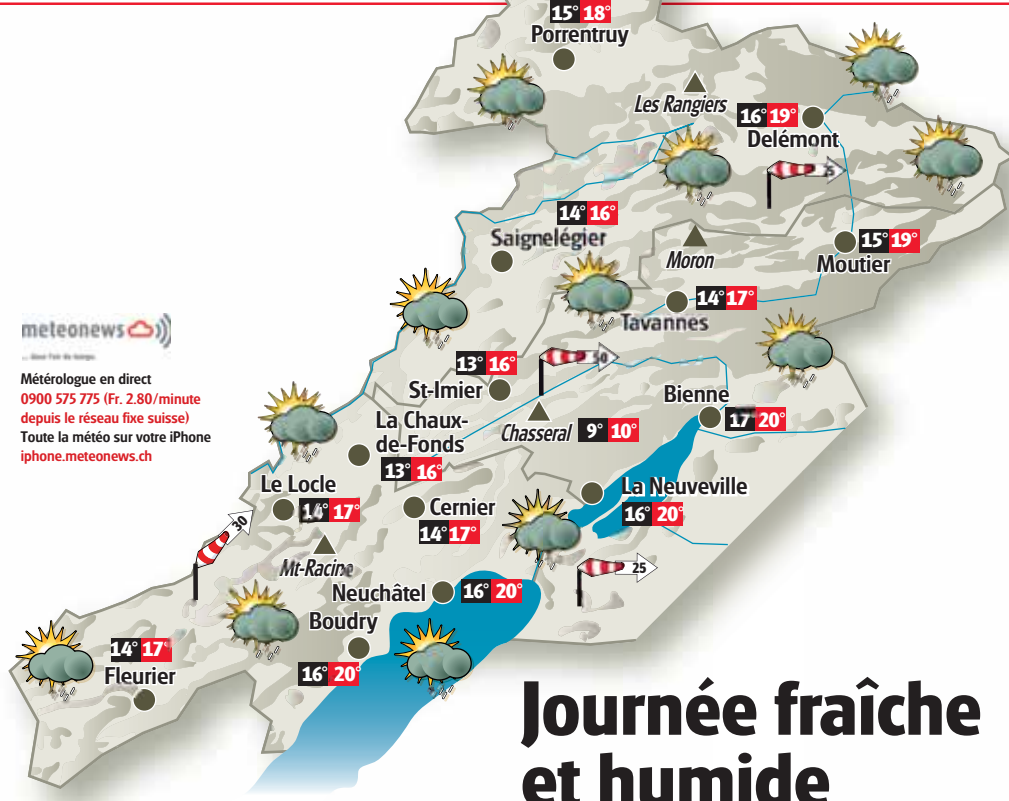 15° 18°
Porrentruy
Les Rangiers
16° 19°
Delémont
25
14° 16°
Saignelégier
Moron
15° 19°
Moutier
14° 17°
Tavannes
meteonews
Métérologue en direct
0900 575 775 (Fr. 2.80/minute
depuis le réseau fixe suisse)
Toute la météo sur votre iPhone
iphone.meteonews.ch
13° 16°
St-Imier
50
Chasseral 9° 10°
Bienne
17° 20°
La Chaux-
de-Fonds
13° 16°
Le Locle
14° 17°
Cernier
14° 17°
La Neuveville
16° 20°
30
Mt-Racine
25
Neuchâtel 16° 20°
Boudry
16° 20°
14° 17°
Fleurier
Journée fraîche
et humide